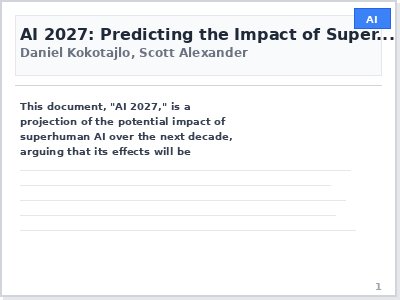 AI
AI 2027: Predicting the Impact of Super...
Daniel Kokotajlo, Scott Alexander
This document, "AI 2027," is a
projection of the potential impact of
superhuman AI over the next decade,
arguing that its effects will be
1